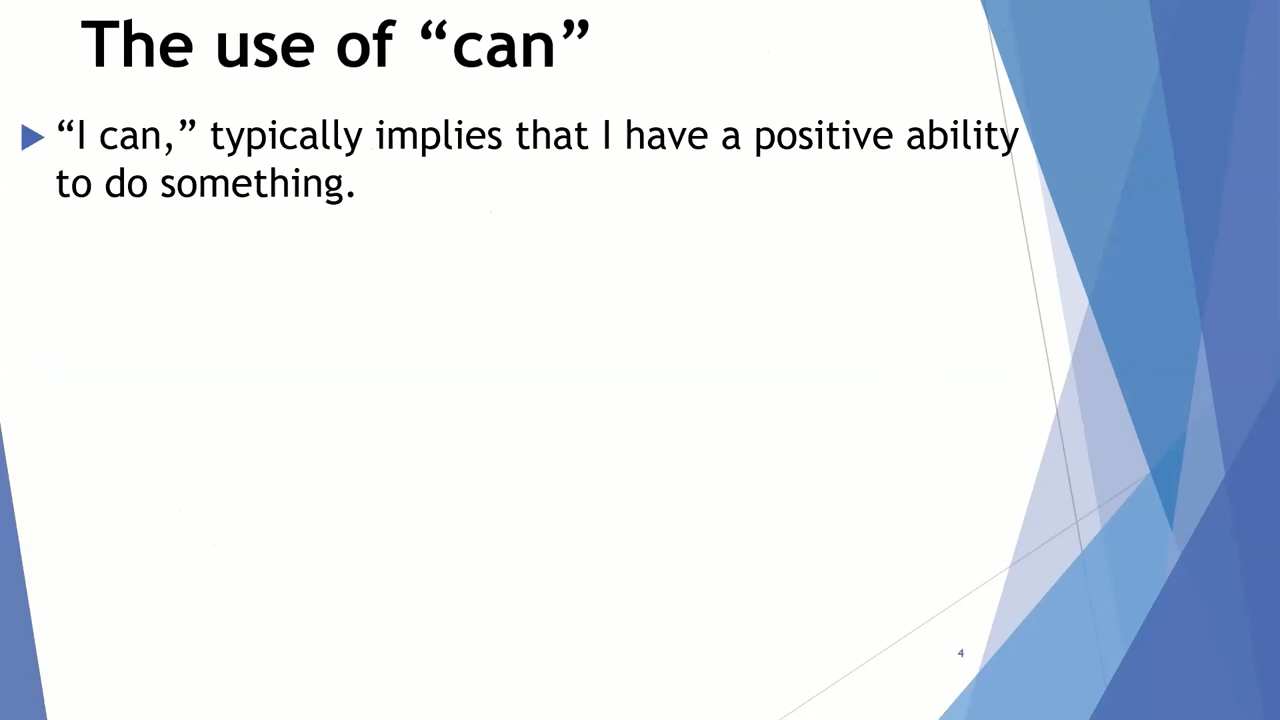 The use of “can”
“I can,” typically implies that I have a positive ability
to do something.
4